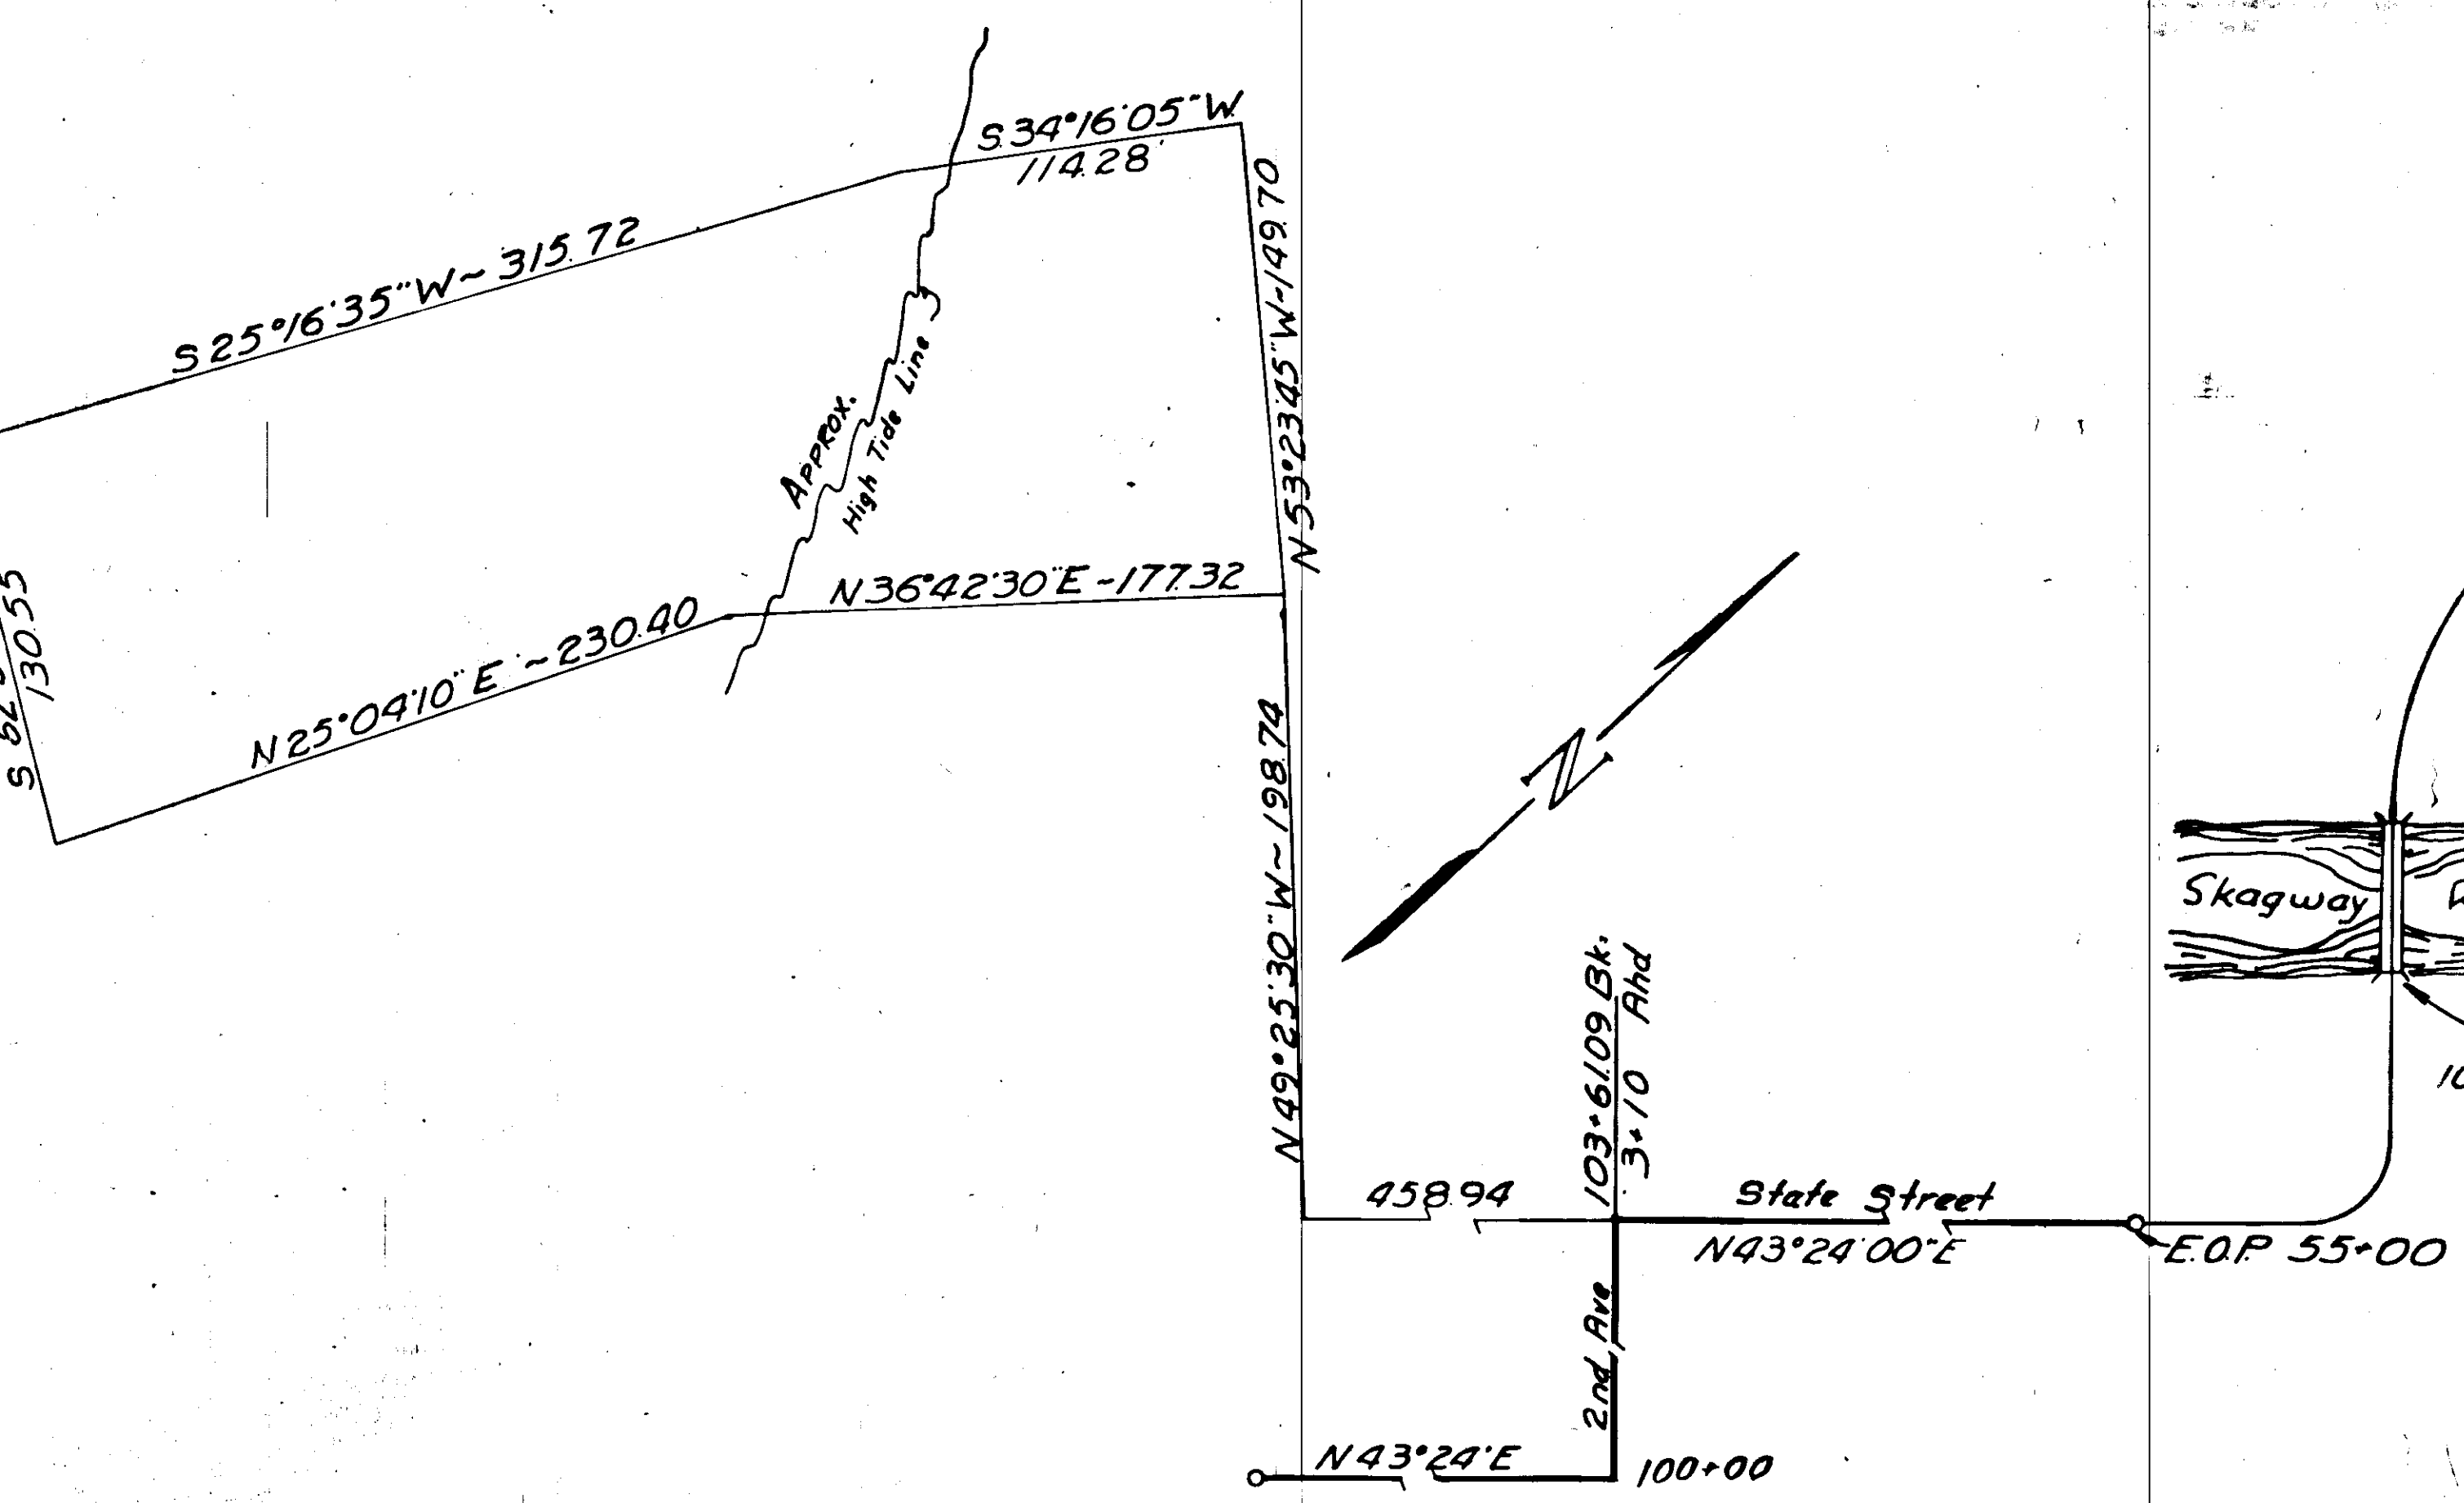 S 34°16'05"W
114.28'
S 25°16'35"W ~ 315.72
N 53°23'45"W ~ 149.70
Approx.
High Tide Line
N 36°42'30"E - 177.32
130.55
N 25°04'10"E ~ 230.40
N 49°25'30"W ~ 198.74
N
Skagway
103+61.09 Bk.
3+10 Ahd
458.94
State Street
N 43°24'00"E
E.O.P. 55+00
2nd Ave
N 43°24'E
100+00